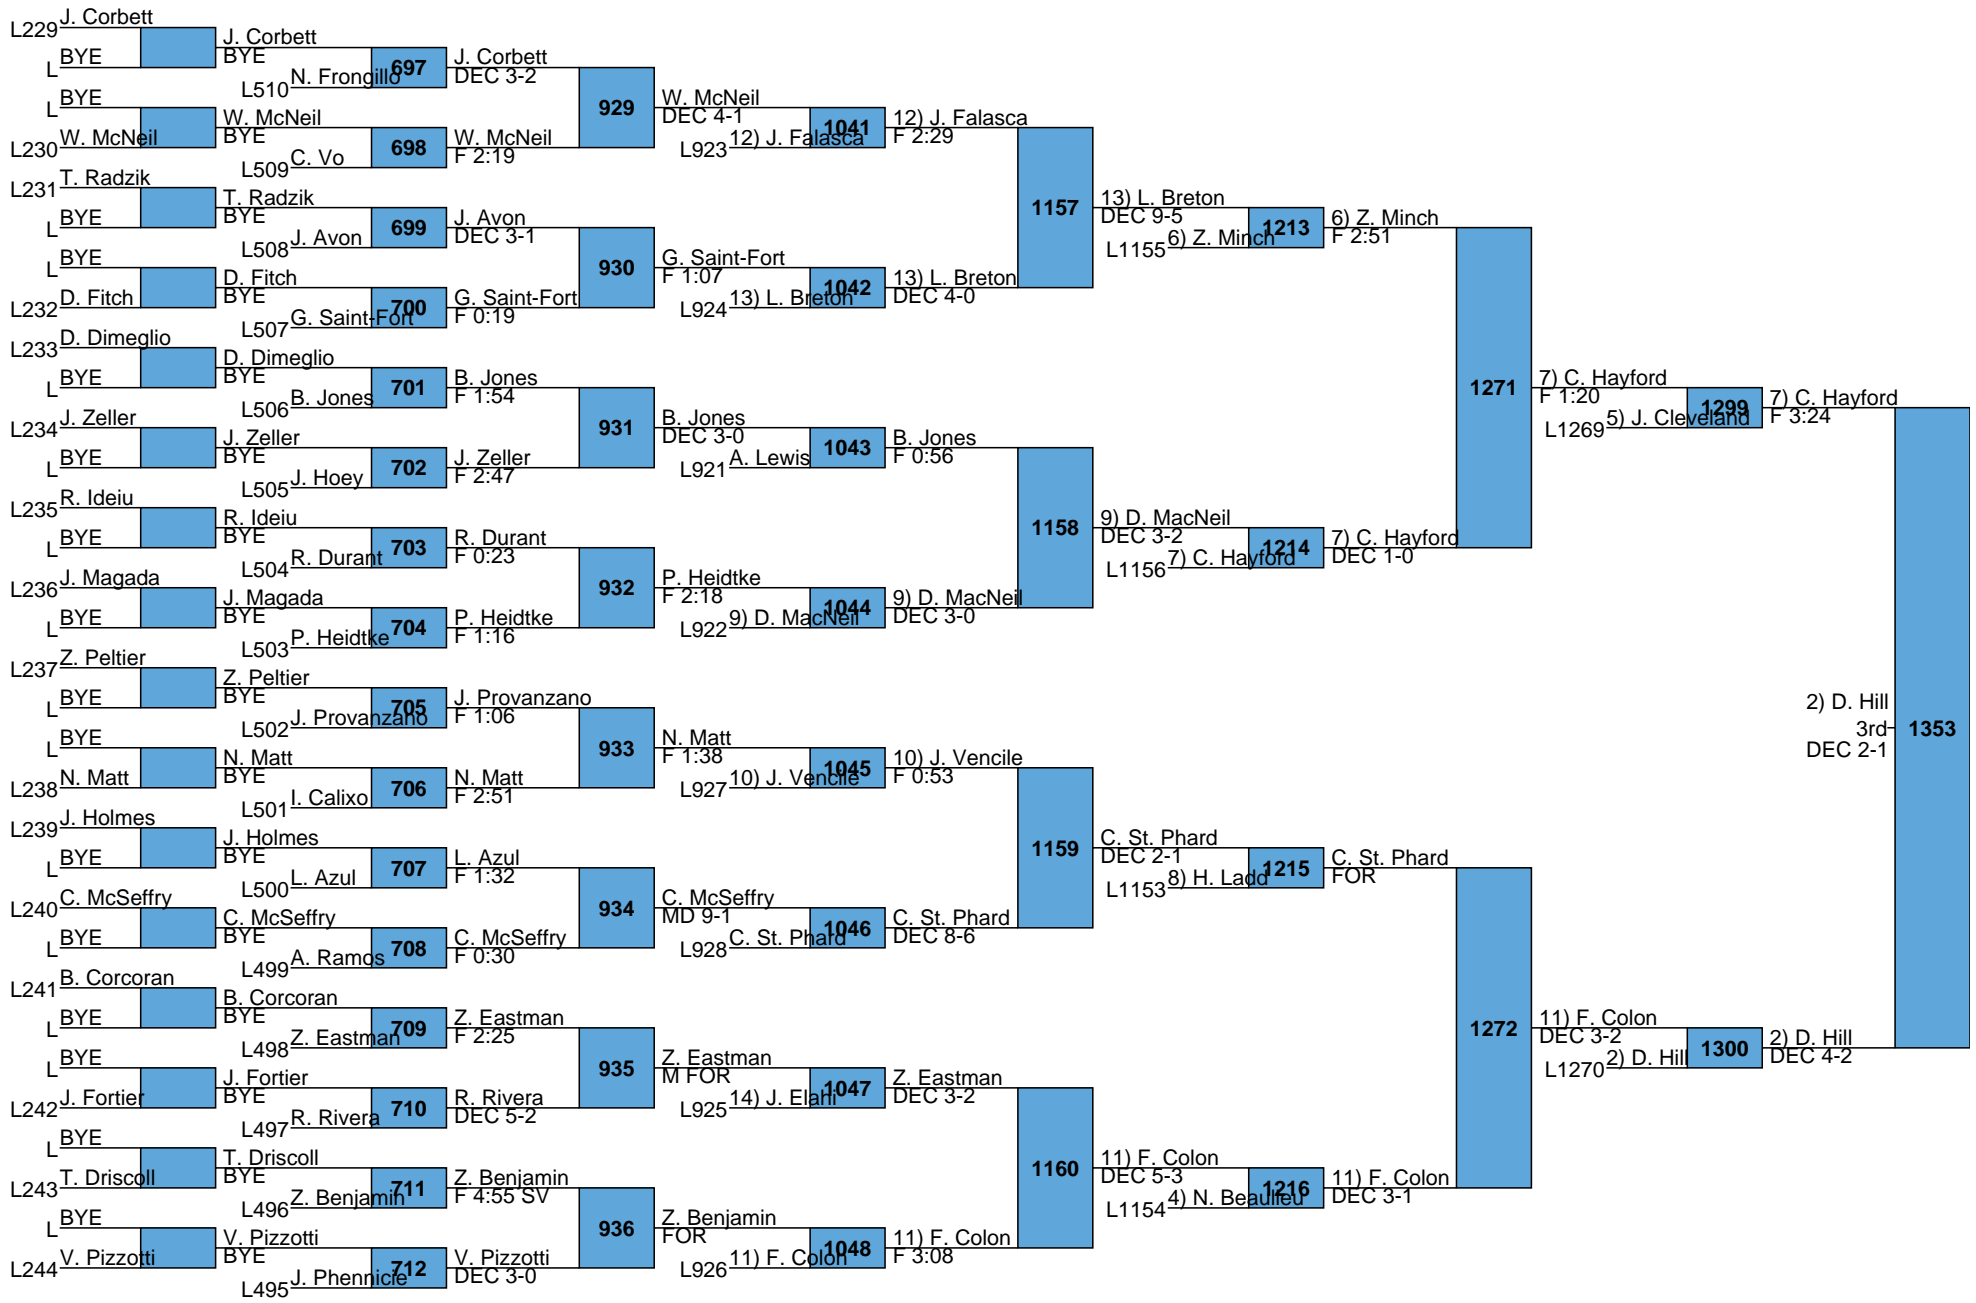 J. Corbett
L229
BYE
L
J. Corbett
BYE
697
L510 N. Frongillo
J. Corbett
DEC 3-2
929
BYE
L
L230 W. McNeil
W. McNeil
BYE
698
L509 C. Vo
W. McNeil
F 2:19
W. McNeil
DEC 4-1
1041
L923 12) J. Falasca
12) J. Falasca
F 2:29
1157
L231 T. Radzik
BYE
L
T. Radzik
BYE
699
L508 J. Avon
J. Avon
DEC 3-1
930
BYE
L
L232 D. Fitch
D. Fitch
BYE
700
L507 G. Saint-Fort
G. Saint-Fort
F 0:19
G. Saint-Fort
F 1:07
1042
L924 13) L. Breton
13) L. Breton
DEC 4-0
13) L. Breton
DEC 9-5
1213
L1155 6) Z. Minch
6) Z. Minch
F 2:51
1271
L233 D. Dimeglio
BYE
L
D. Dimeglio
BYE
701
L506 B. Jones
B. Jones
F 1:54
931
L234 J. Zeller
BYE
L
J. Zeller
BYE
702
L505 J. Hoey
J. Zeller
F 2:47
B. Jones
DEC 3-0
1043
L921 A. Lewis
B. Jones
F 0:56
1158
L235 R. Ideiu
BYE
L
R. Ideiu
BYE
703
L504 R. Durant
R. Durant
F 0:23
932
L236 J. Magada
BYE
L
J. Magada
BYE
704
L503 P. Heidtke
P. Heidtke
F 1:16
P. Heidtke
F 2:18
1044
L922 9) D. MacNeil
9) D. MacNeil
DEC 3-0
9) D. MacNeil
DEC 3-2
1214
L1156 7) C. Hayford
7) C. Hayford
DEC 1-0
7) C. Hayford
F 1:20
1299
L1269 5) J. Cleveland
7) C. Hayford
F 3:24
1353
L237 Z. Peltier
BYE
L
Z. Peltier
BYE
705
L502 J. Provanzano
J. Provanzano
F 1:06
933
BYE
L
L238 N. Matt
N. Matt
BYE
706
L501 I. Calixo
N. Matt
F 2:51
N. Matt
F 1:38
1045
L927 10) J. Vencile
10) J. Vencile
F 0:53
1159
L239 J. Holmes
BYE
L
J. Holmes
BYE
707
L500 L. Azul
L. Azul
F 1:32
934
L240 C. McSeffry
BYE
L
C. McSeffry
BYE
708
L499 A. Ramos
C. McSeffry
F 0:30
C. McSeffry
MD 9-1
1046
L928 C. St. Phard
C. St. Phard
DEC 8-6
C. St. Phard
DEC 2-1
1215
L1153 8) H. Ladd
C. St. Phard
FOR
1272
L241 B. Corcoran
BYE
L
B. Corcoran
BYE
709
L498 Z. Eastman
Z. Eastman
F 2:25
935
BYE
L
L242 J. Fortier
J. Fortier
BYE
710
L497 R. Rivera
R. Rivera
DEC 5-2
Z. Eastman
M FOR
1047
L925 14) J. Elahi
Z. Eastman
DEC 3-2
1160
BYE
L
L243 T. Driscoll
T. Driscoll
BYE
711
L496 Z. Benjamin
Z. Benjamin
F 4:55 SV
936
BYE
L
L244 V. Pizzotti
V. Pizzotti
BYE
712
L495 J. Phennicie
V. Pizzotti
DEC 3-0
Z. Benjamin
FOR
1048
L926 11) F. Colon
11) F. Colon
F 3:08
11) F. Colon
DEC 5-3
1216
L1154 4) N. Beaulieu
11) F. Colon
DEC 3-1
11) F. Colon
DEC 3-2
1300
L1270 2) D. Hill
2) D. Hill
DEC 4-2
2) D. Hill
3rd
DEC 2-1